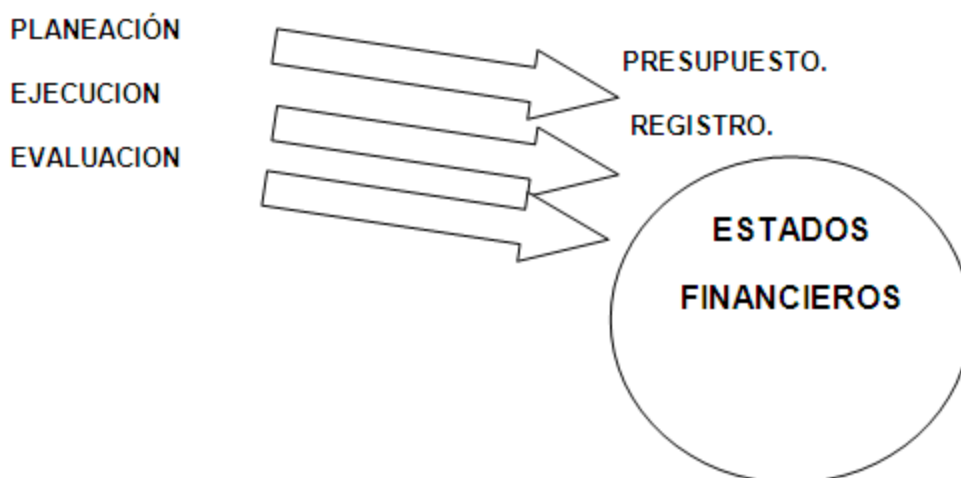 PLANEACIÓN
EJECUCION
EVALUACION
PRESUPUESTO.
REGISTRO.
ESTADOS
FINANCIEROS